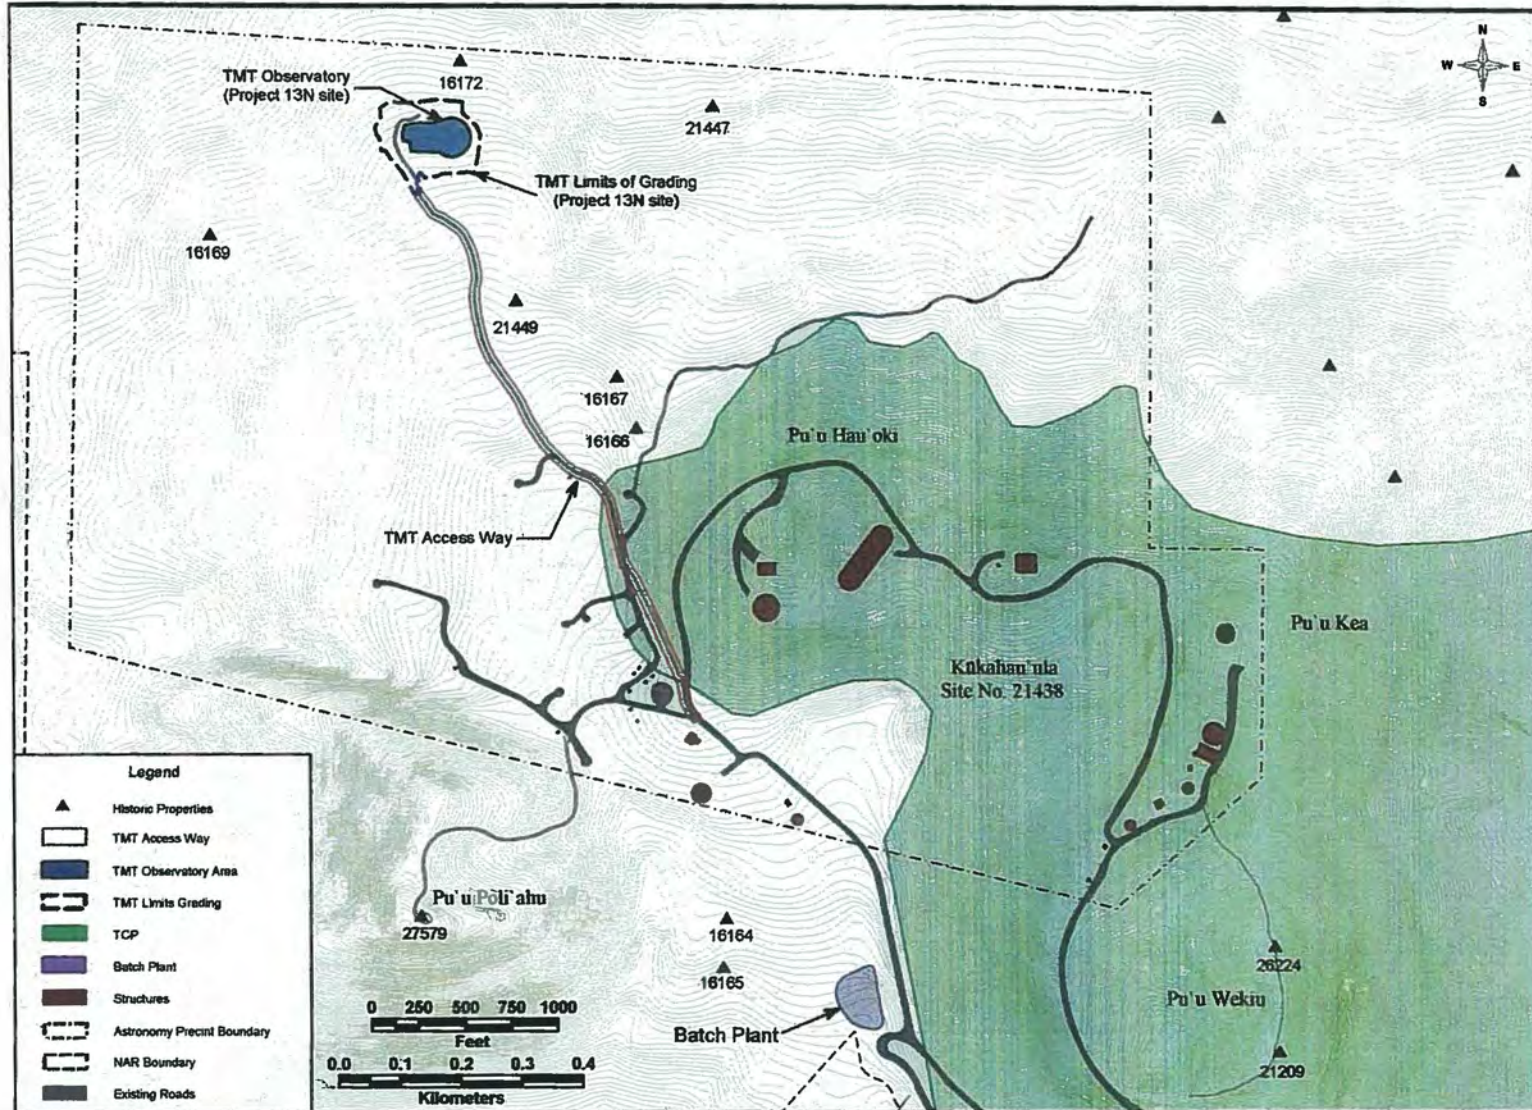 N
W E
S
TMT Observatory
(Project 13N site)
16172
21447
TMT Limits of Grading
(Project 13N site)
16169
21449
16167
16166
Pu`u Hau`oki
TMT Access Way
Pu`u Kea
Kūkahau`ula
Site No. 21438
Legend
Historic Properties
TMT Access Way
TMT Observatory Area
TMT Limits Grading
TCP
Batch Plant
Structures
Astronomy Precint Boundary
NAR Boundary
Existing Roads
Pu`u Poli`ahu
27579
16164
16165
26224
Pu`u Wekiu
21209
Batch Plant
0 250 500 750 1000
Feet
0.0 0.1 0.2 0.3 0.4
Kilometers